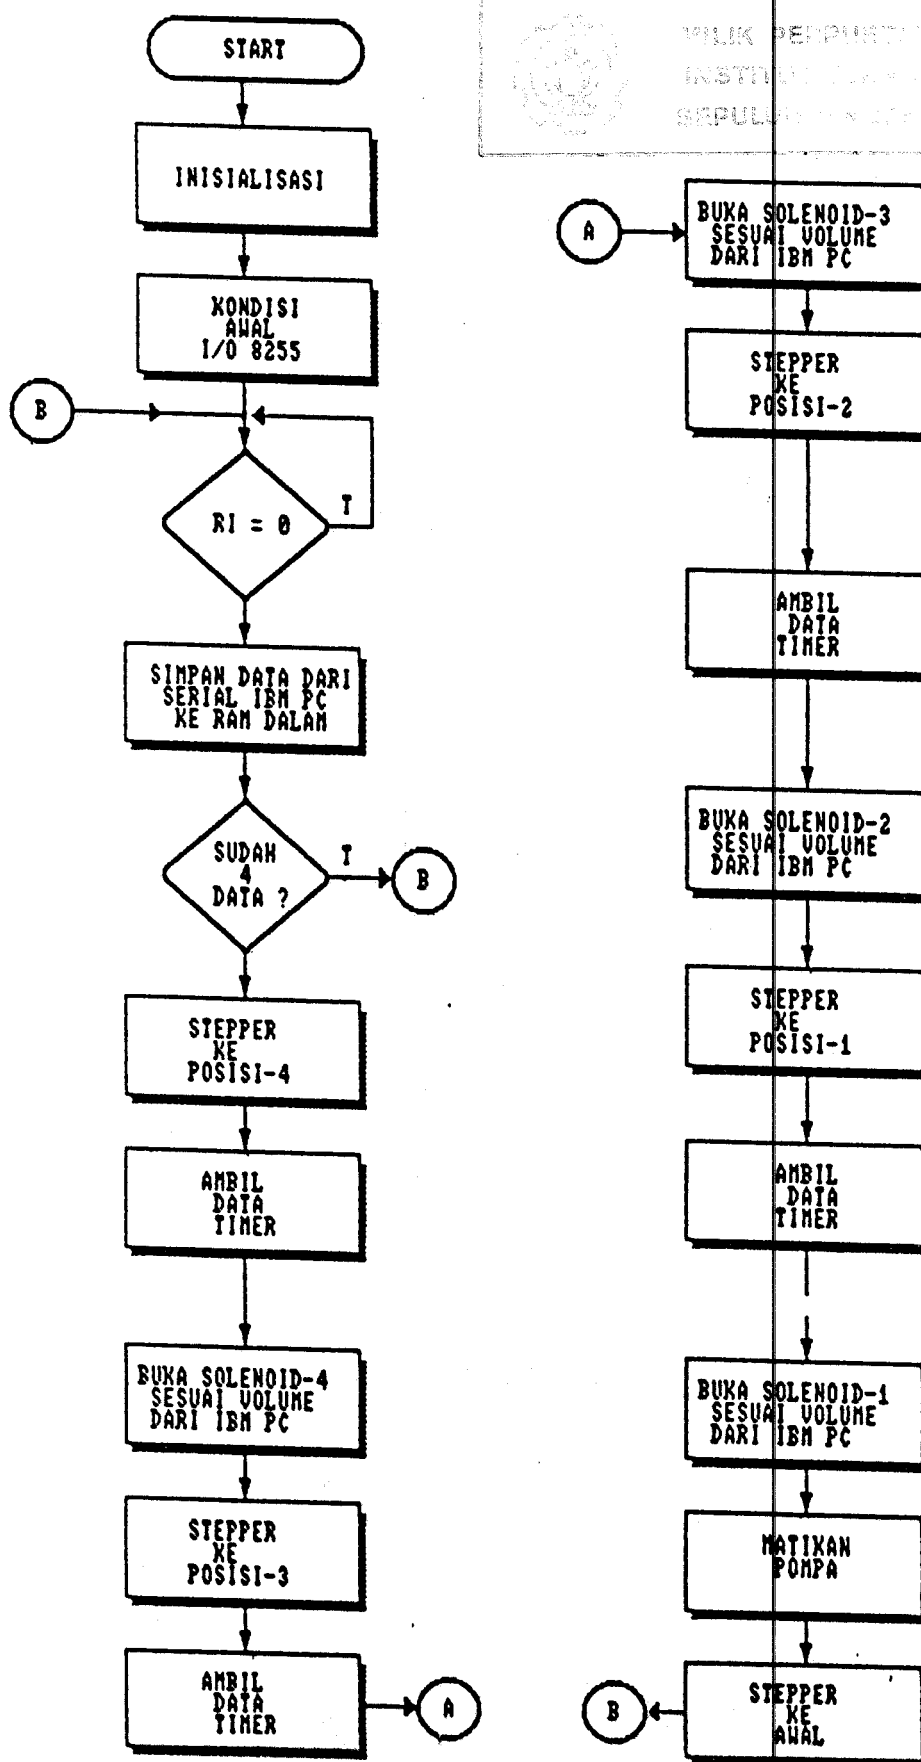 START
INISIALISASI
KONDISI
AWAL
I/O 8255
B
RI = 0
T
SIMPAN DATA DARI
SERIAL IBM PC
KE RAM DALAM
SUDAH
4
DATA ?
T
B
STEPPER
KE
POSISI-4
AMBIL
DATA
TIMER
BUKA SOLENOID-4
SESUAI VOLUME
DARI IBM PC
STEPPER
KE
POSISI-3
AMBIL
DATA
TIMER
A
MILIK
INSTITUT
A
BUKA SOLENOID-3
SESUAI VOLUME
DARI IBM PC
STEPPER
KE
POSISI-2
AMBIL
DATA
TIMER
BUKA SOLENOID-2
SESUAI VOLUME
DARI IBM PC
STEPPER
KE
POSISI-1
AMBIL
DATA
TIMER
BUKA SOLENOID-1
SESUAI VOLUME
DARI IBM PC
MATIKAN
POMPA
STEPPER
KE
AWAL
B